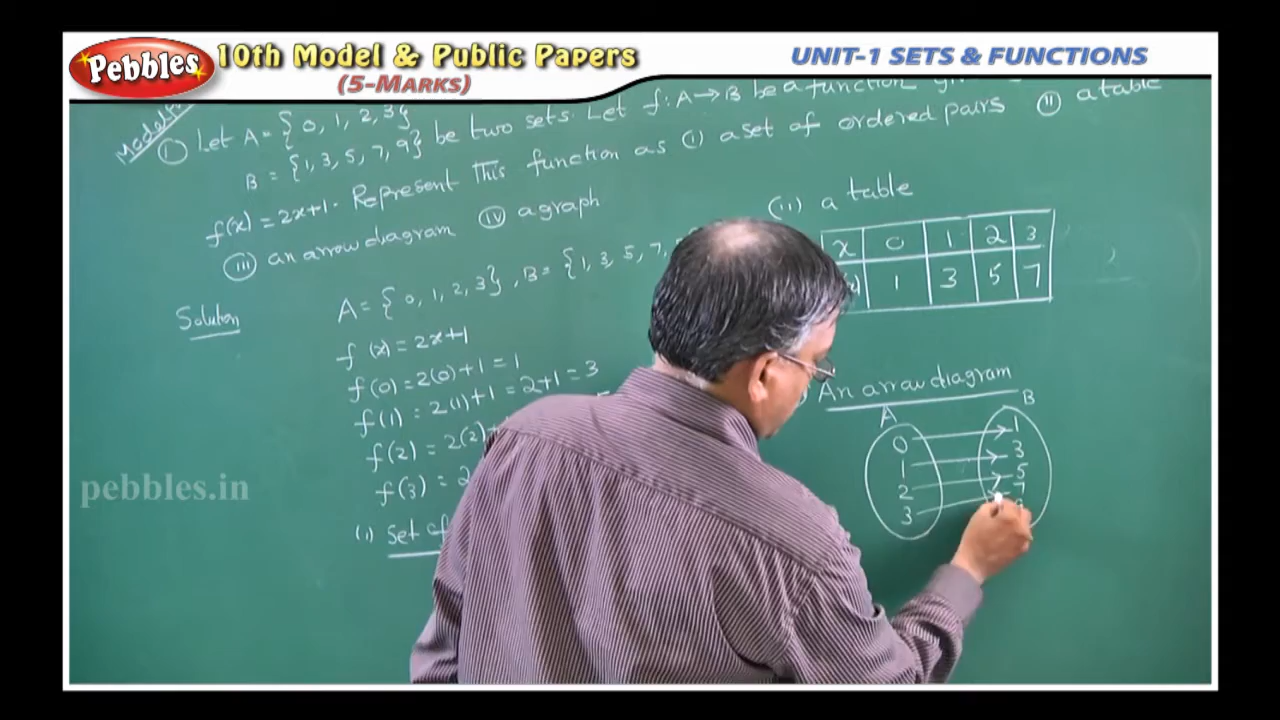 Pebbles
10th Model & Public Papers
(5-MARKS)
UNIT-1 SETS & FUNCTIONS
① Let A = {0, 1, 2, 3}
B = {1, 3, 5, 7, 9} be two sets. Let f: A → B be a function
f(x) = 2x+1. Represent This function as (i) a set of ordered pairs (ii) a table
(iii) an arrow diagram (iv) a graph
Solution
A = {0, 1, 2, 3}, B = {1, 3, 5, 7,
f(x) = 2x+1
f(0) = 2(0)+1 = 1
f(1) = 2(1)+1 = 2+1 = 3
f(2) = 2(2)
f(3) = 2
(i) Set of
(ii) a table
x 0 1 2 3
1 3 5 7
An arrow diagram
A B
0 1
1 3
2 5
3 7
pebbles.in